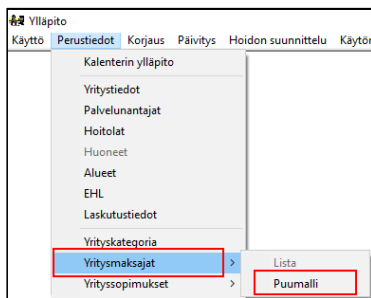 Ylläpito
Käyttö Perustiedot Korjaus Päivitys Hoidon suunnittelu
Kalenterin ylläpito
Yritystiedot
Palvelunantajat
Hoitolat
Huoneet
Alueet
EHL
Laskutustiedot
Yrityskategoria
Yritysmaksajat > Lista
Yrityssopimukset > Puumalli